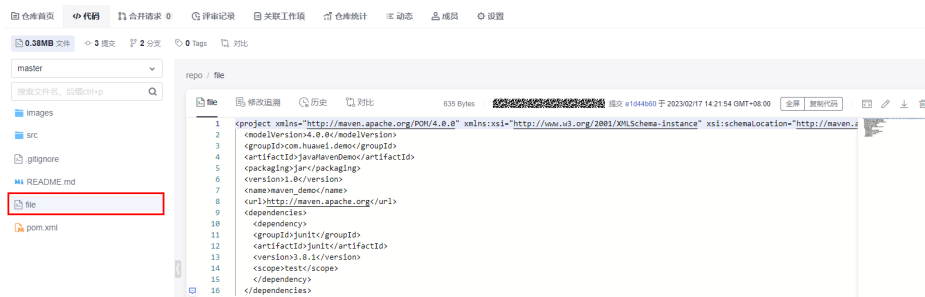 仓库首页 代码 合并请求 0 评审记录 关联工作项 仓库统计 动态 成员 设置
0.38MB 文件 3 提交 2 分支 0 Tags 对比
master
搜索文件名、后缀ctrl+p
images
src
.gitignore
README.md
file
pom.xml
repo / file
file 修改追溯 历史 对比 635 Bytes 提交 e1d44b60 于 2023/02/17 14:21:54 GMT+08:00 全屏 复制代码
1 <project xmlns="http://maven.apache.org/POM/4.0.0" xmlns:xsi="http://www.w3.org/2001/XMLSchema-instance" xsi:schemaLocation="http://maven.a
2 <modelVersion>4.0.0</modelVersion>
3 <groupId>com.huawei.demo</groupId>
4 <artifactId>javaMavenDemo</artifactId>
5 <packaging>jar</packaging>
6 <version>1.0</version>
7 <name>maven_demo</name>
8 <url>http://maven.apache.org</url>
9 <dependencies>
10 <dependency>
11 <groupId>junit</groupId>
12 <artifactId>junit</artifactId>
13 <version>3.8.1</version>
14 <scope>test</scope>
15 </dependency>
16 </dependencies>